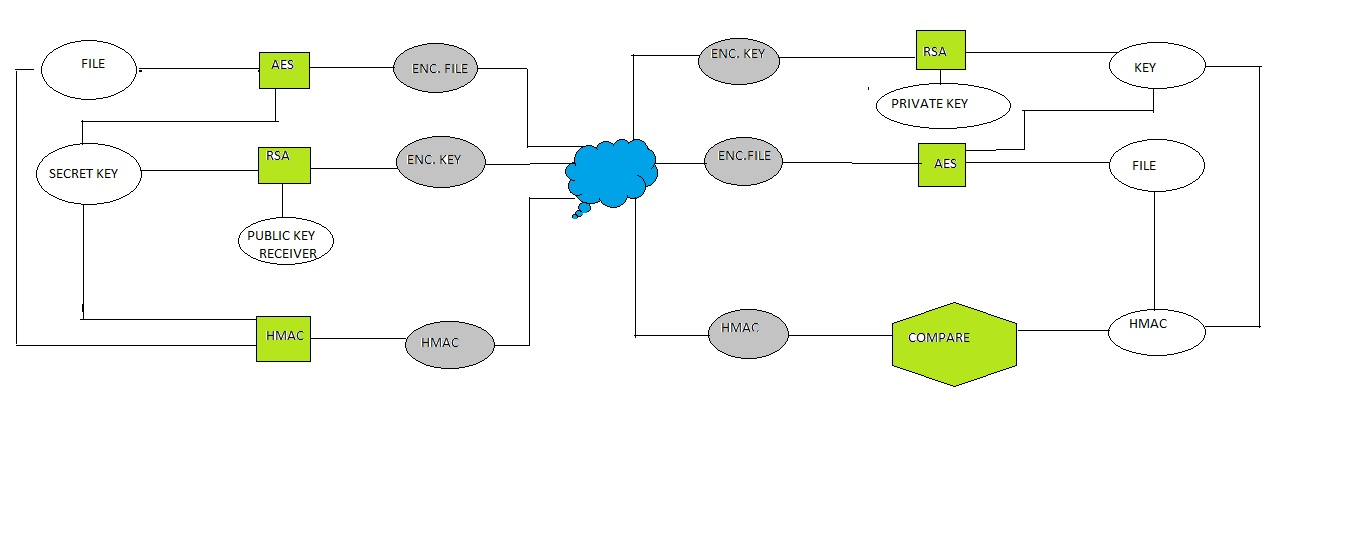 FILE
AES
ENC. FILE
SECRET KEY
RSA
ENC. KEY
PUBLIC KEY
RECEIVER
HMAC
HMAC
ENC. KEY
RSA
KEY
PRIVATE KEY
ENC.FILE
AES
FILE
HMAC
COMPARE
HMAC